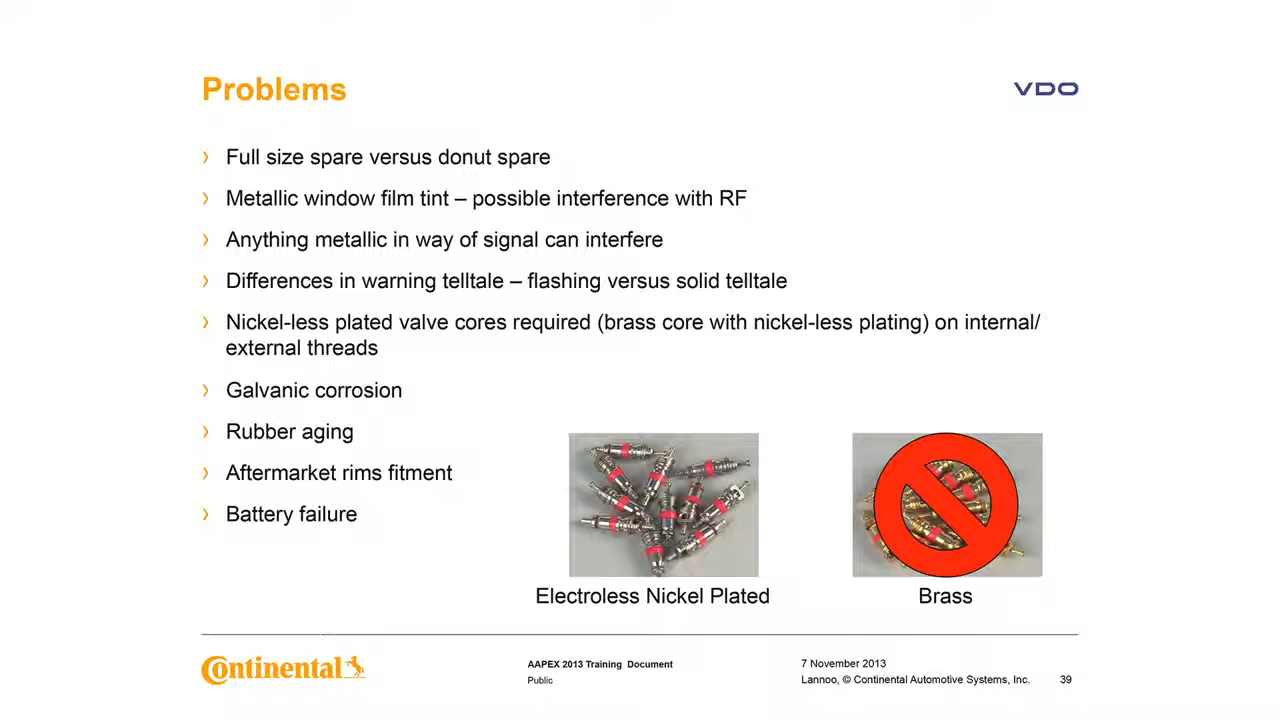 Problems
VDO
Full size spare versus donut spare
Metallic window film tint – possible interference with RF
Anything metallic in way of signal can interfere
Differences in warning telltale – flashing versus solid telltale
Nickel-less plated valve cores required (brass core with nickel-less plating) on internal/
external threads
Galvanic corrosion
Rubber aging
Aftermarket rims fitment
Battery failure
Electroless Nickel Plated
Brass
Continental
AAPEX 2013 Training Document
Public
7 November 2013
Lannoo, © Continental Automotive Systems, Inc.
39